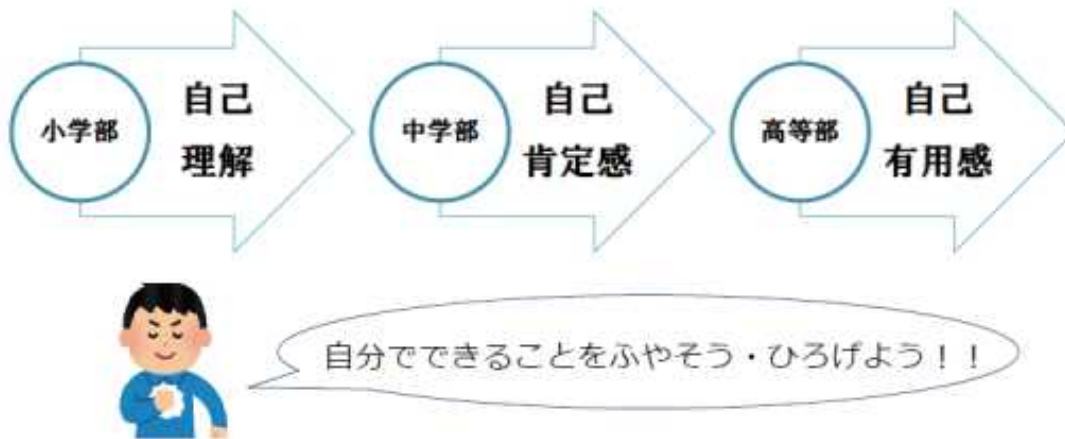 小学部
自己
理解
中学部
自己
肯定感
高等部
自己
有用感
自分でできることをふやそう・ひろげよう！！